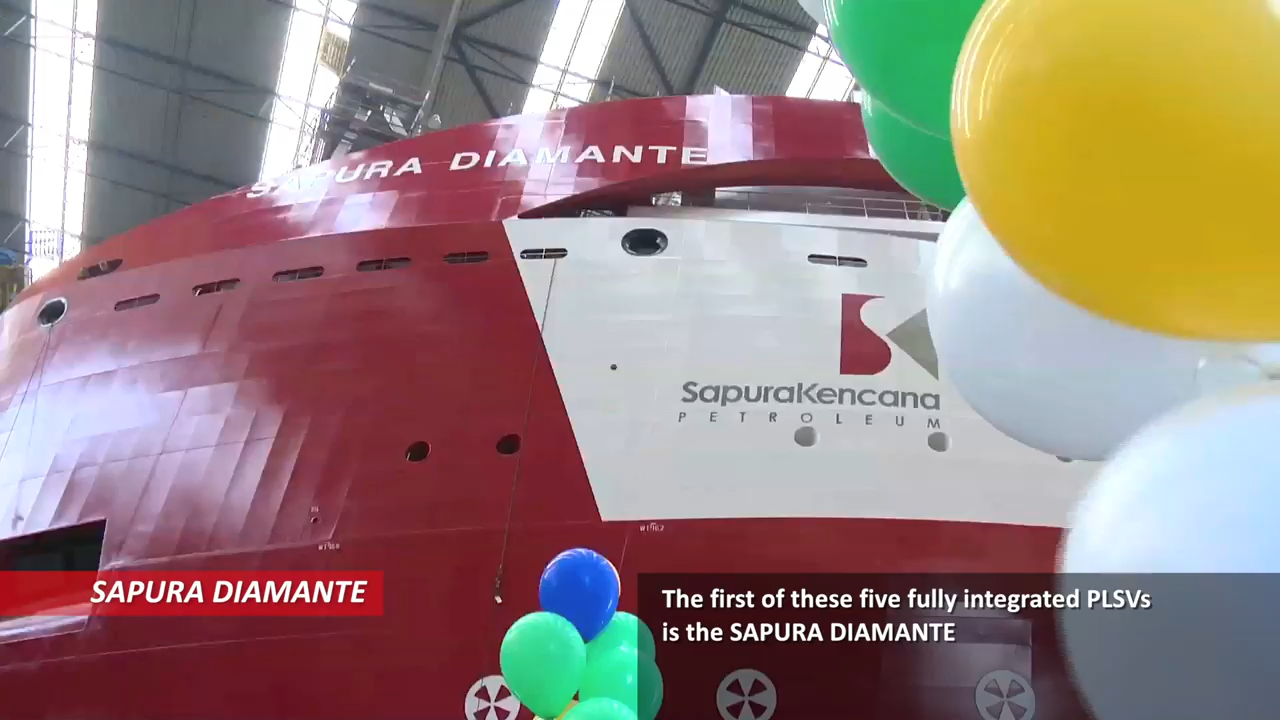 SAPURA DIAMANTE
SapuraKencana
PETROLEUM
SAPURA DIAMANTE
The first of these five fully integrated PLSVs
is the SAPURA DIAMANTE